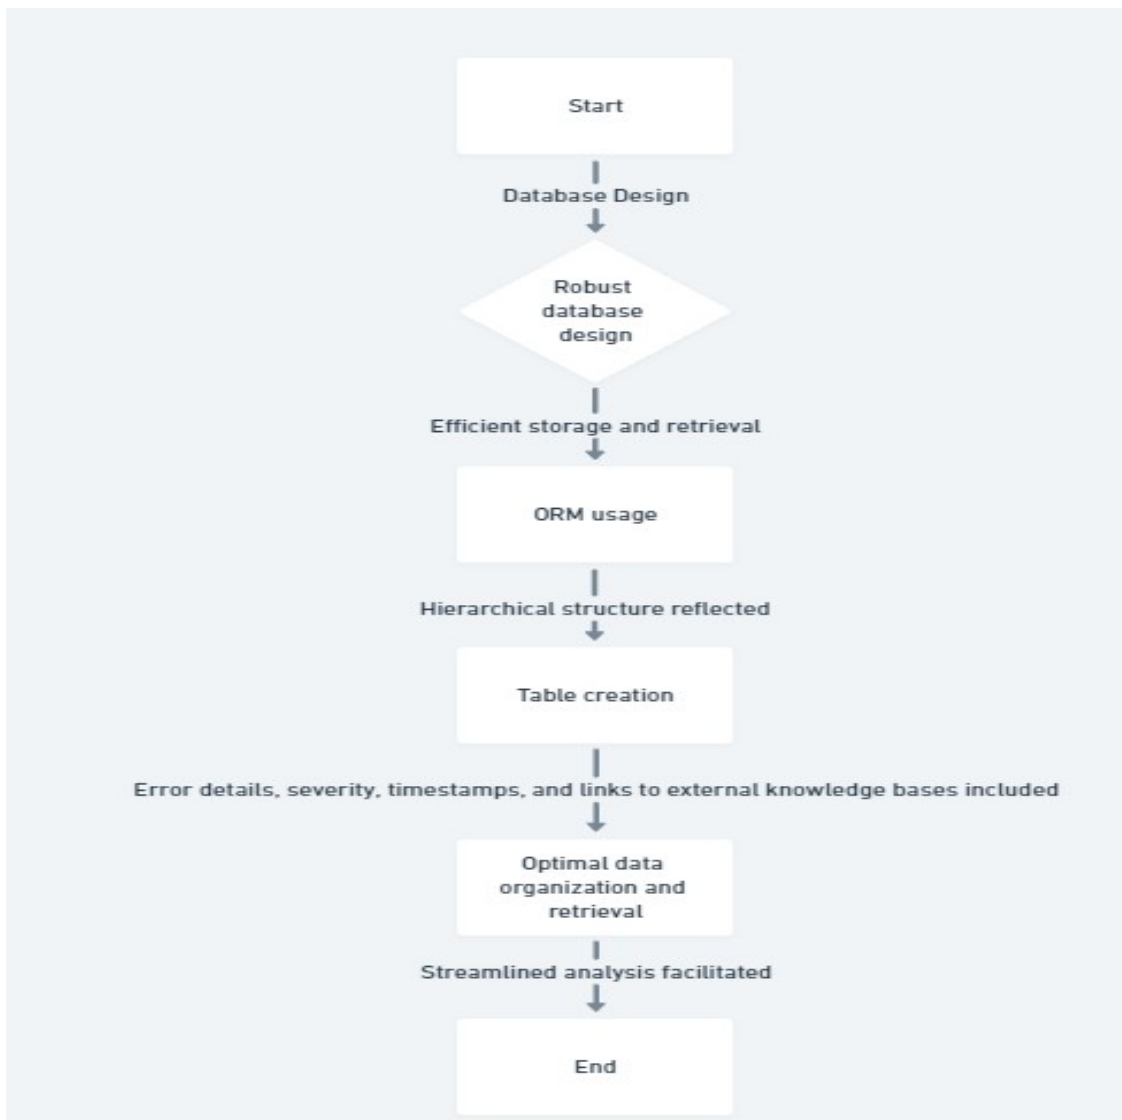 Start
Database Design
Robust
database
design
Efficient storage and retrieval
ORM usage
Hierarchical structure reflected
Table creation
Error details, severity, timestamps, and links to external knowledge bases included
Optimal data
organization and
retrieval
Streamlined analysis facilitated
End